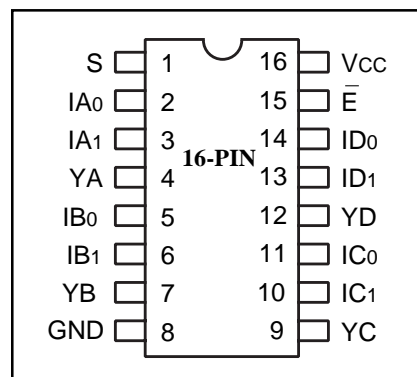 S 1 16 Vcc
IA0 2 15 E̅
IA1 3 14 ID0
16-PIN
YA 4 13 ID1
IB0 5 12 YD
IB1 6 11 IC0
YB 7 10 IC1
GND 8 9 YC